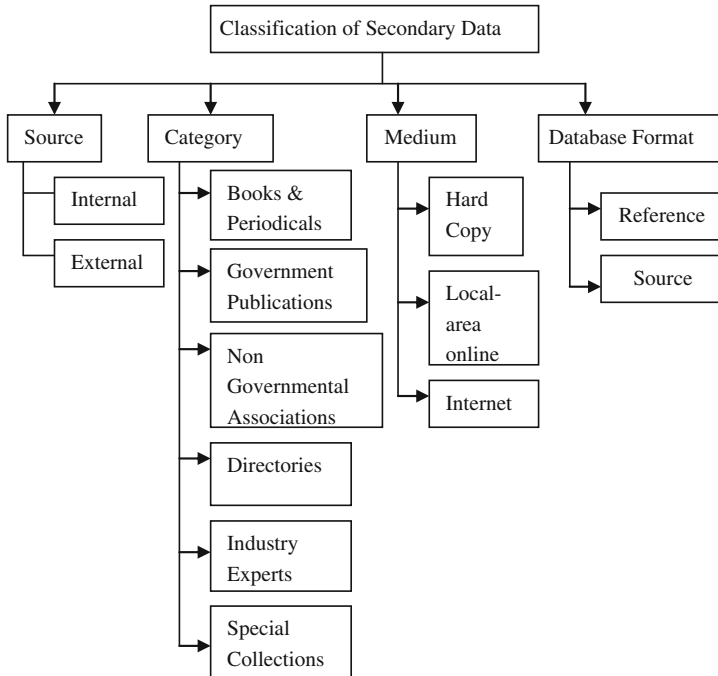 Classification of Secondary Data
Source
Category
Medium
Database Format
Internal
External
Books &
Periodicals
Government
Publications
Non
Governmental
Associations
Directories
Industry
Experts
Special
Collections
Hard
Copy
Local-
area
online
Internet
Reference
Source